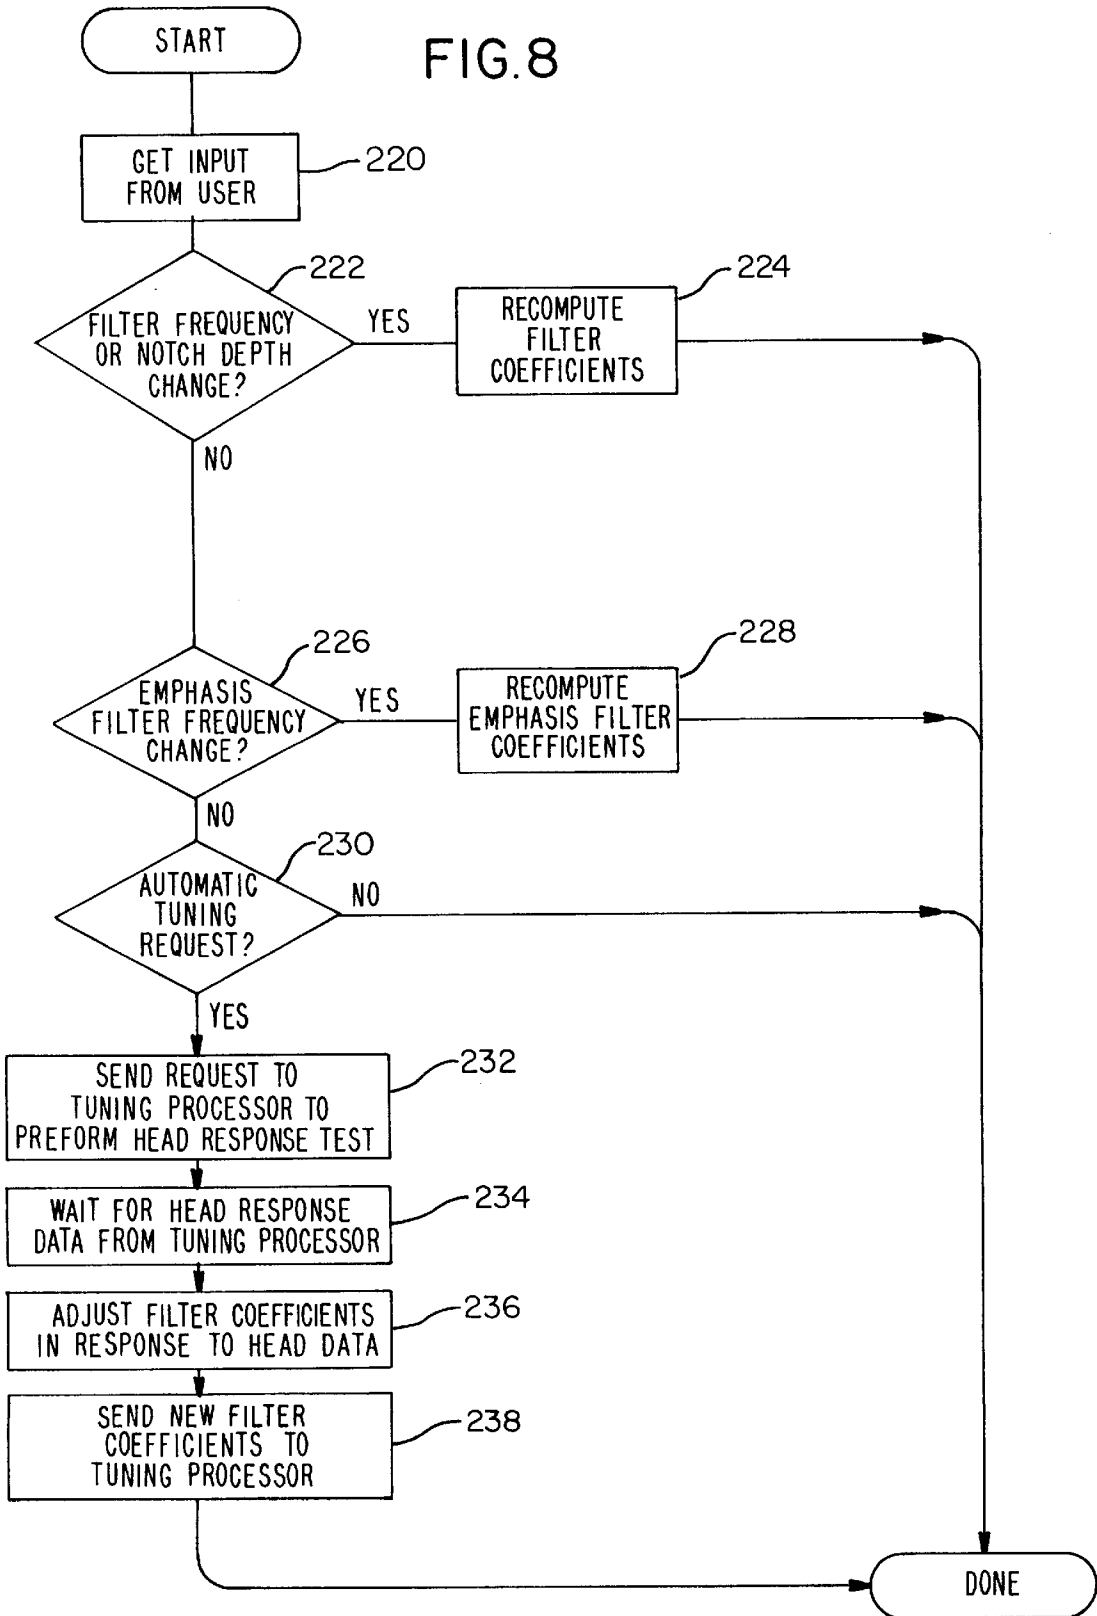 START
FIG.8
GET INPUT
FROM USER
220
222
FILTER FREQUENCY
OR NOTCH DEPTH
CHANGE?
YES
RECOMPUTE
FILTER
COEFFICIENTS
224
NO
226
EMPHASIS
FILTER FREQUENCY
CHANGE?
YES
RECOMPUTE
EMPHASIS FILTER
COEFFICIENTS
228
NO
230
AUTOMATIC
TUNING
REQUEST?
NO
YES
SEND REQUEST TO
TUNING PROCESSOR TO
PREFORM HEAD RESPONSE TEST
232
WAIT FOR HEAD RESPONSE
DATA FROM TUNING PROCESSOR
234
ADJUST FILTER COEFFICIENTS
IN RESPONSE TO HEAD DATA
236
SEND NEW FILTER
COEFFICIENTS TO
TUNING PROCESSOR
238
DONE